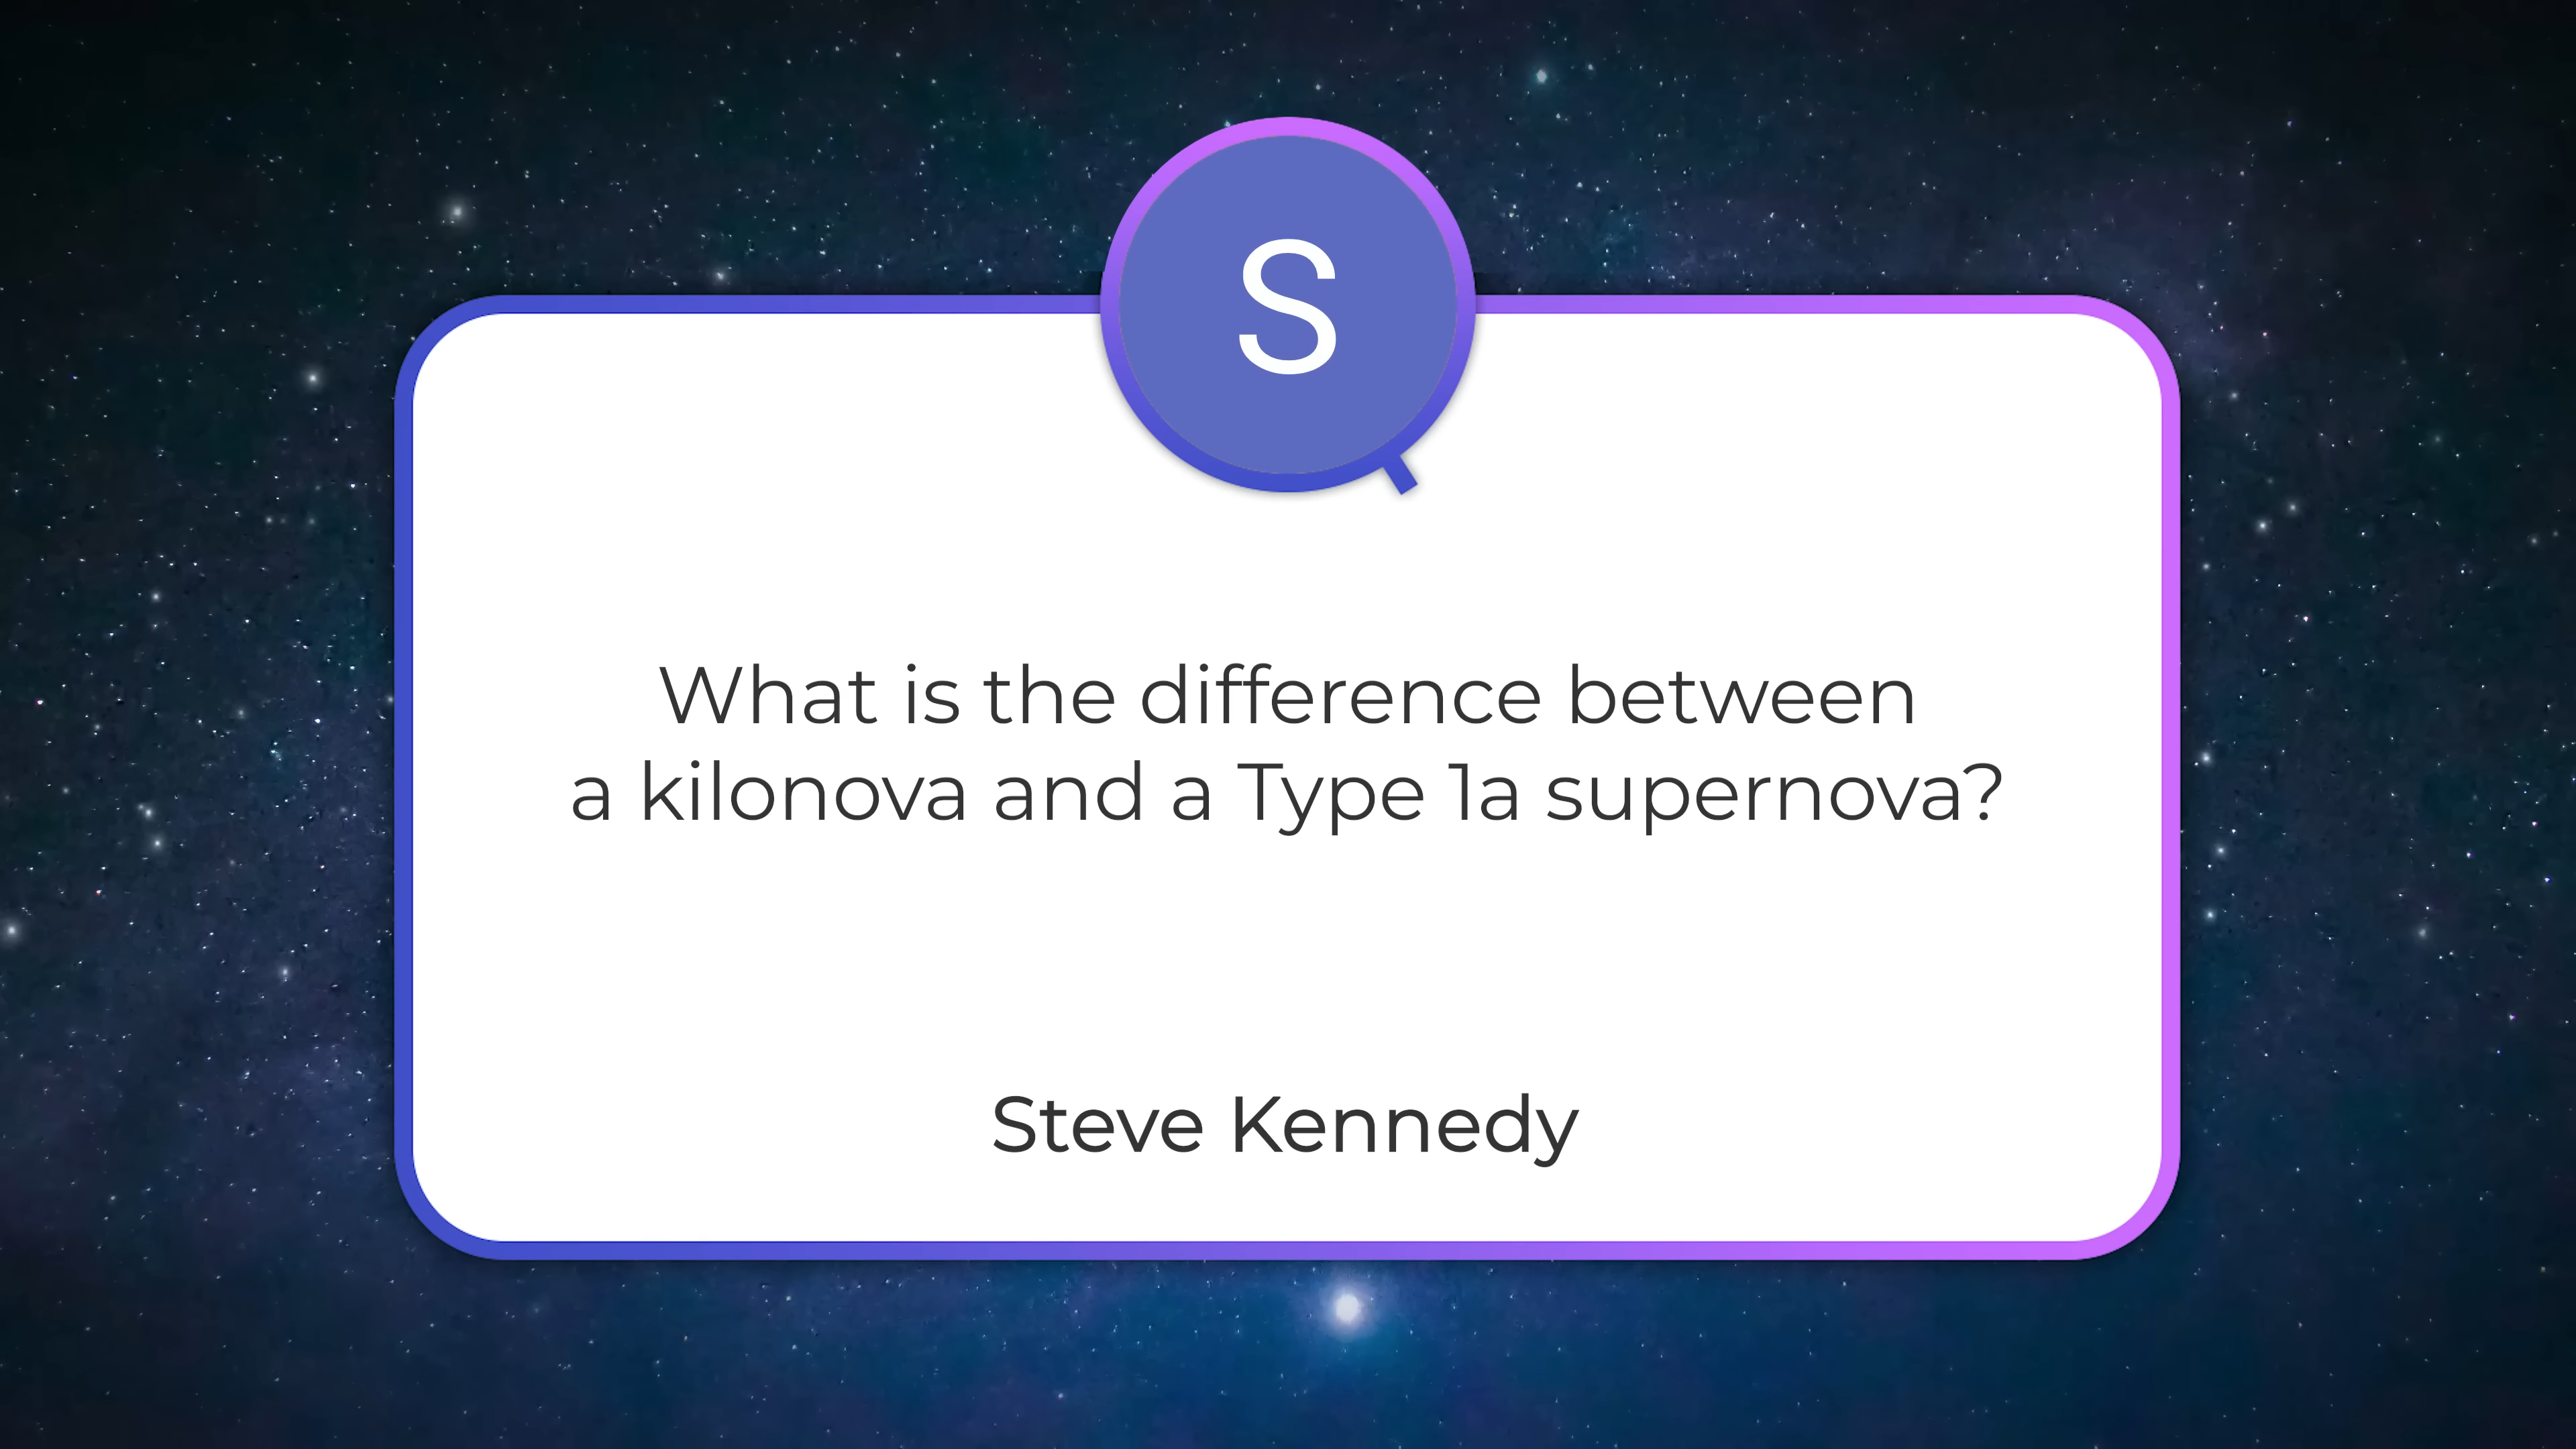 S
What is the difference between
a kilonova and a Type 1a supernova?
Steve Kennedy